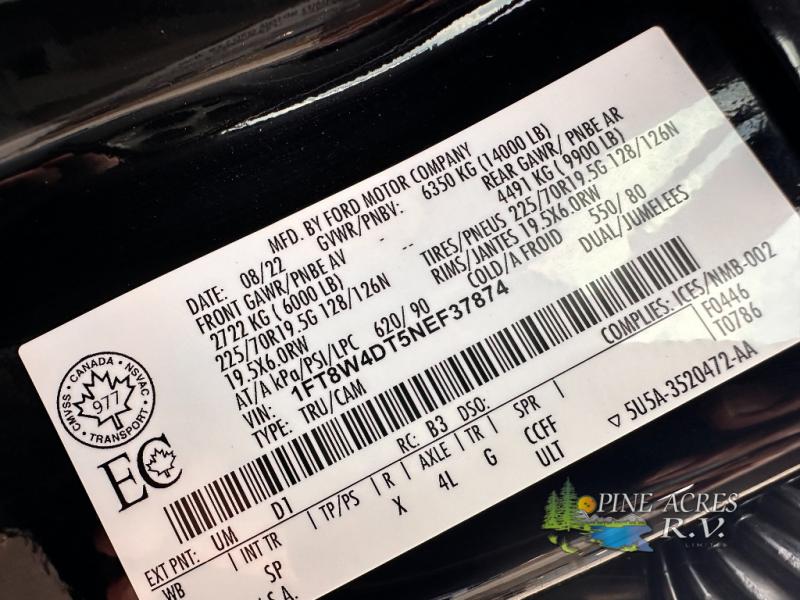 MFD. BY FORD MOTOR COMPANY
DATE: 08/22 GVWR/PNBV: 6350 KG (14000 LB)
FRONT GAWR/PNBE AV -- REAR GAWR/ PNBE AR
2722 KG (6000 LB) 4491 KG (9900 LB)
225/70R19.5G 128/126N TIRES/PNEUS 225/70R19.5G 128/126N
19.5X6.0RW RIMS/JANTES 19.5X6.0RW
AT/A kPa/PSI/LPC 620/ 90 COLD/A FROID 550/ 80
VIN: 1FT8W4DT5NEF37874 DUAL/JUMELEES
TYPE: TRU/CAM
COMPLIES: ICES/NMB-002
F0446
T0786
CANADA NSVAC
CMVSS
977
TRANSPORT
EC
EXT PNT: UM D1 RC: B3 DSO:
WB INT TR TP/PS R AXLE TR SPR
SP X 4L G CCFF
ULT
5U5A-3520472-AA
PINE ACRES
R.V.
LIMITED